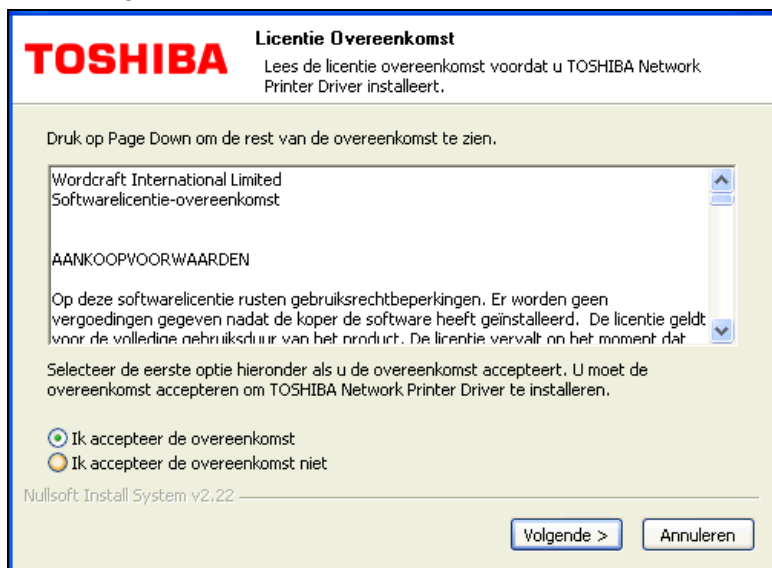 TOSHIBA
Licentie Overeenkomst
Lees de licentie overeenkomst voordat u TOSHIBA Network
Printer Driver installeert.
Druk op Page Down om de rest van de overeenkomst te zien.
Wordcraft International Limited
Softwarelicentie-overeenkomst
AANKOOPVOORWAARDEN
Op deze softwarelicentie rusten gebruiksrechtbeperkingen. Er worden geen
vergoedingen gegeven nadat de koper de software heeft geïnstalleerd. De licentie geldt
voor de volledige gebruiksduur van het product. De licentie vervalt op het moment dat
Selecteer de eerste optie hieronder als u de overeenkomst accepteert. U moet de
overeenkomst accepteren om TOSHIBA Network Printer Driver te installeren.
Ik accepteer de overeenkomst
Ik accepteer de overeenkomst niet
Nullsoft Install System v2.22
Volgende >
Annuleren